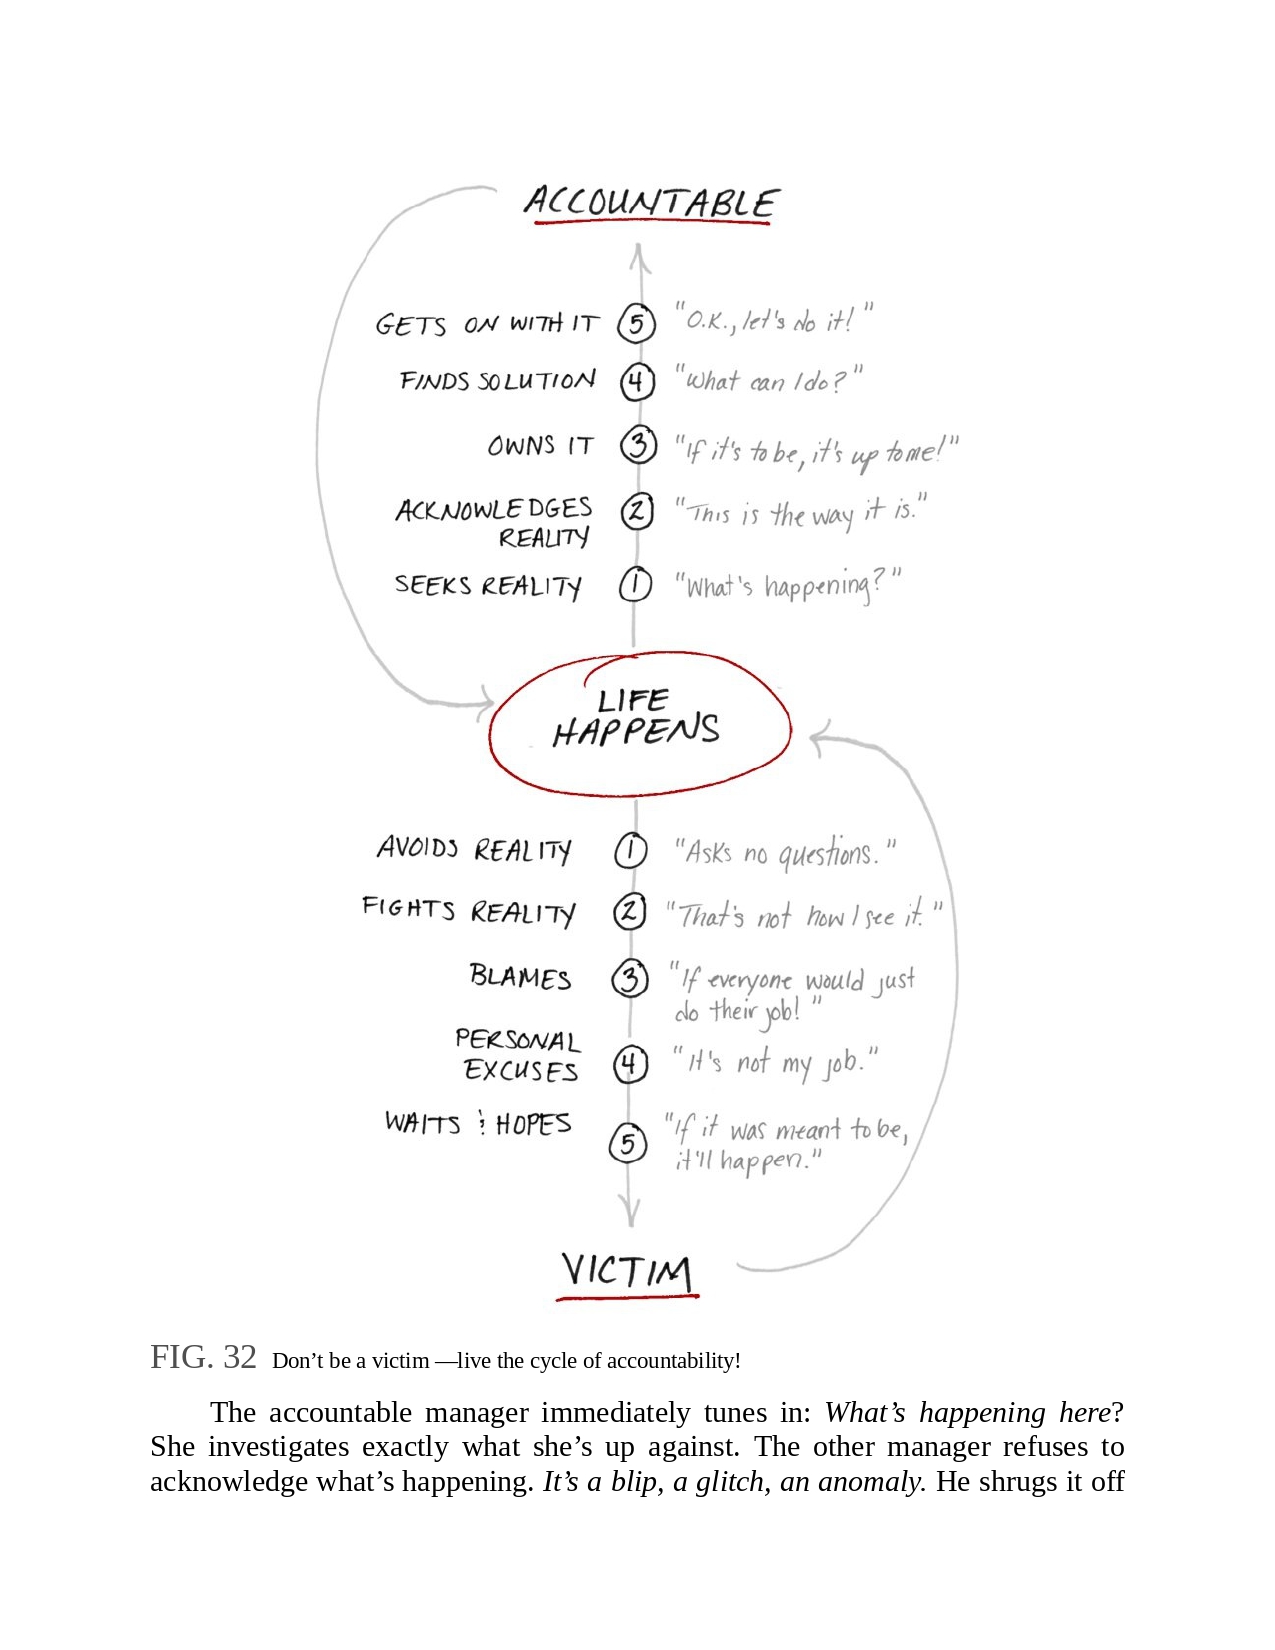 ACCOUNTABLE
GETS ON WITH IT 5 "O.K., let's do it!"
FINDS SOLUTION 4 "What can I do?"
OWNS IT 3 "If it's to be, it's up to me!"
ACKNOWLEDGES
REALITY 2 "This is the way it is."
SEEKS REALITY 1 "What's happening?"
LIFE
HAPPENS
AVOIDS REALITY 1 "Asks no questions."
FIGHTS REALITY 2 "That's not how I see it."
BLAMES 3 "If everyone would just
do their job!"
PERSONAL
EXCUSES 4 "It's not my job."
WAITS & HOPES 5 "If it was meant to be,
it'll happen."
VICTIM
FIG. 32 Don’t be a victim —live the cycle of accountability!
The accountable manager immediately tunes in: What’s happening here?
She investigates exactly what she’s up against. The other manager refuses to
acknowledge what’s happening. It’s a blip, a glitch, an anomaly. He shrugs it off